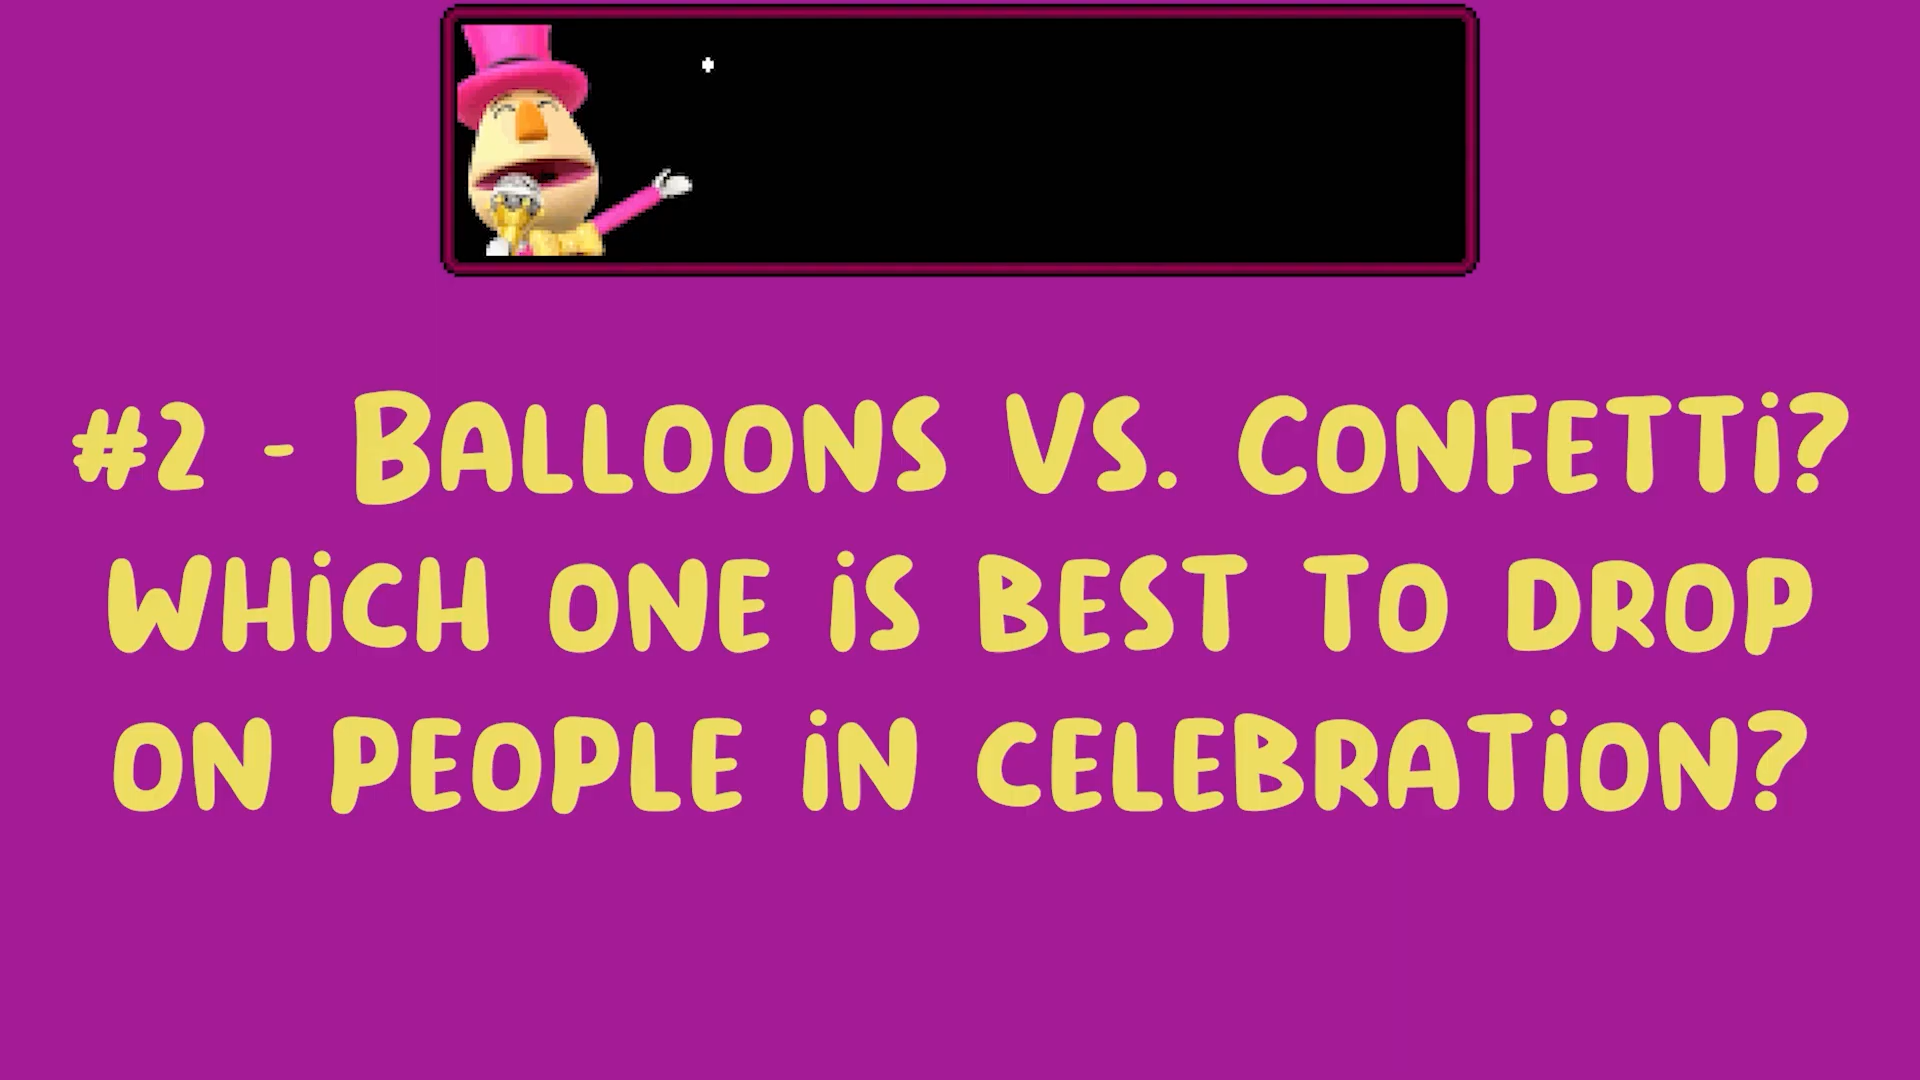 #2 - BALLOONS VS. CONFETTI?
WHICH ONE IS BEST TO DROP
ON PEOPLE IN CELEBRATION?